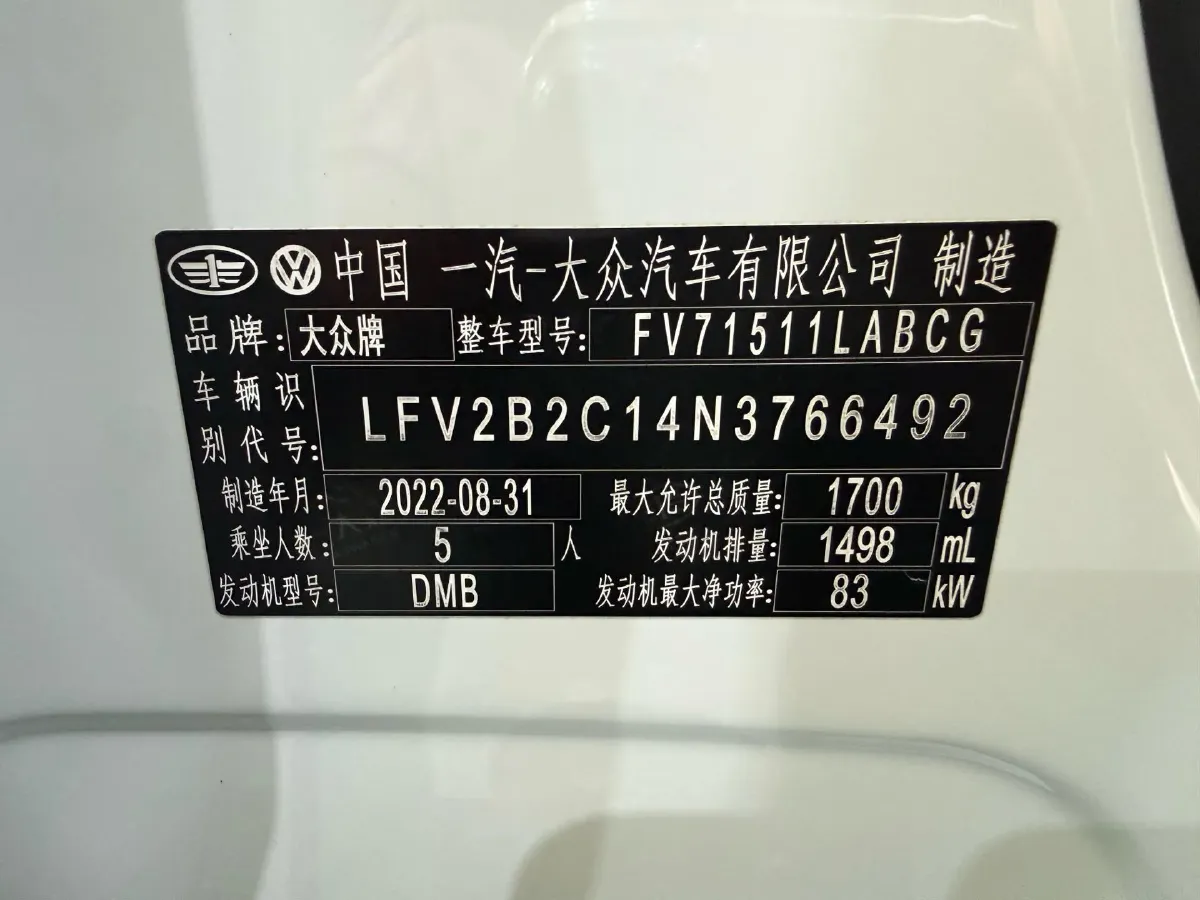 中国 一汽-大众汽车有限公司 制造
品牌: 大众牌 整车型号: FV71511LABCG
车辆识别代号: LFV2B2C14N3766492
制造年月: 2022-08-31 最大允许总质量: 1700 kg
乘坐人数: 5 人 发动机排量: 1498 mL
发动机型号: DMB 发动机最大净功率: 83 kW